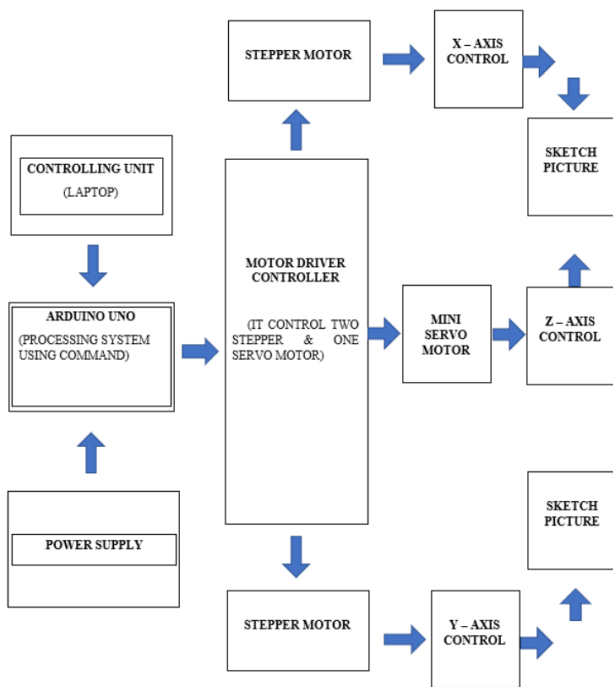 STEPPER MOTOR
X – AXIS
CONTROL
SKETCH
PICTURE
CONTROLLING UNIT
(LAPTOP)
ARDUINO UNO
(PROCESSING SYSTEM
USING COMMAND)
POWER SUPPLY
MOTOR DRIVER
CONTROLLER
(IT CONTROL TWO
STEPPER & ONE
SERVO MOTOR)
MINI
SERVO
MOTOR
Z – AXIS
CONTROL
SKETCH
PICTURE
STEPPER MOTOR
Y – AXIS
CONTROL